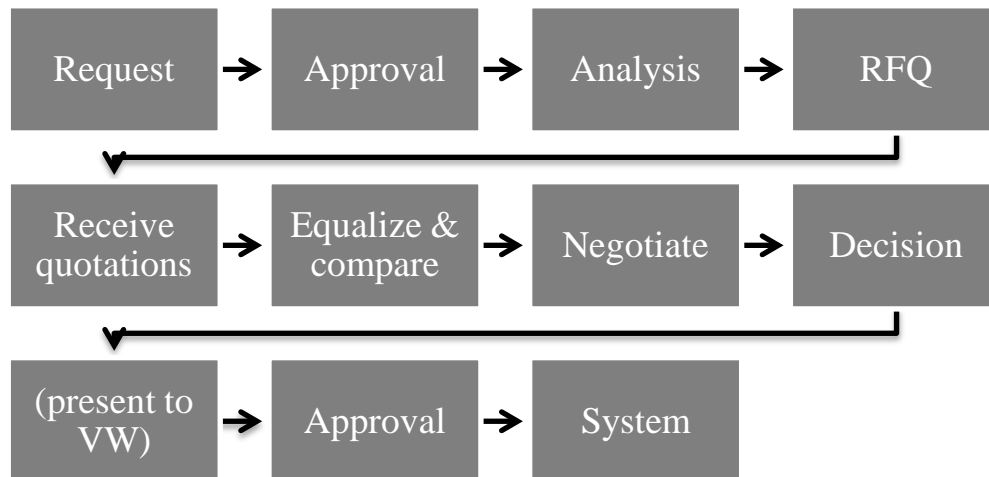 Request
Approval
Analysis
RFQ
Receive
quotations
Equalize &
compare
Negotiate
Decision
(present to
VW)
Approval
System